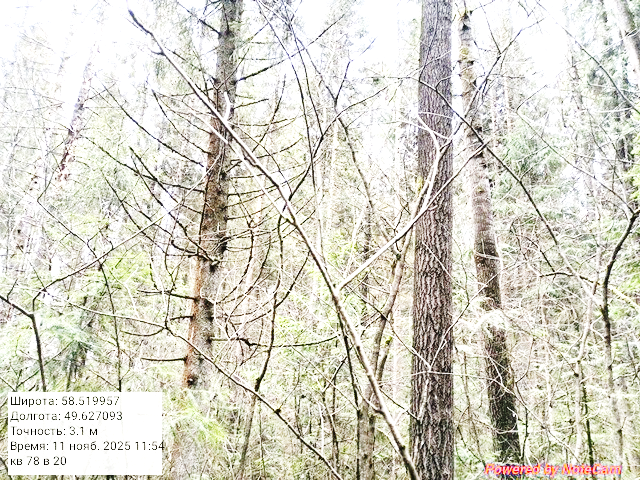 Широта: 58.519957
Долгота: 49.627093
Точность: 3.1 м
Время: 11 нояб. 2025 11:54
кв 78 в 20
Powered by NoteCam